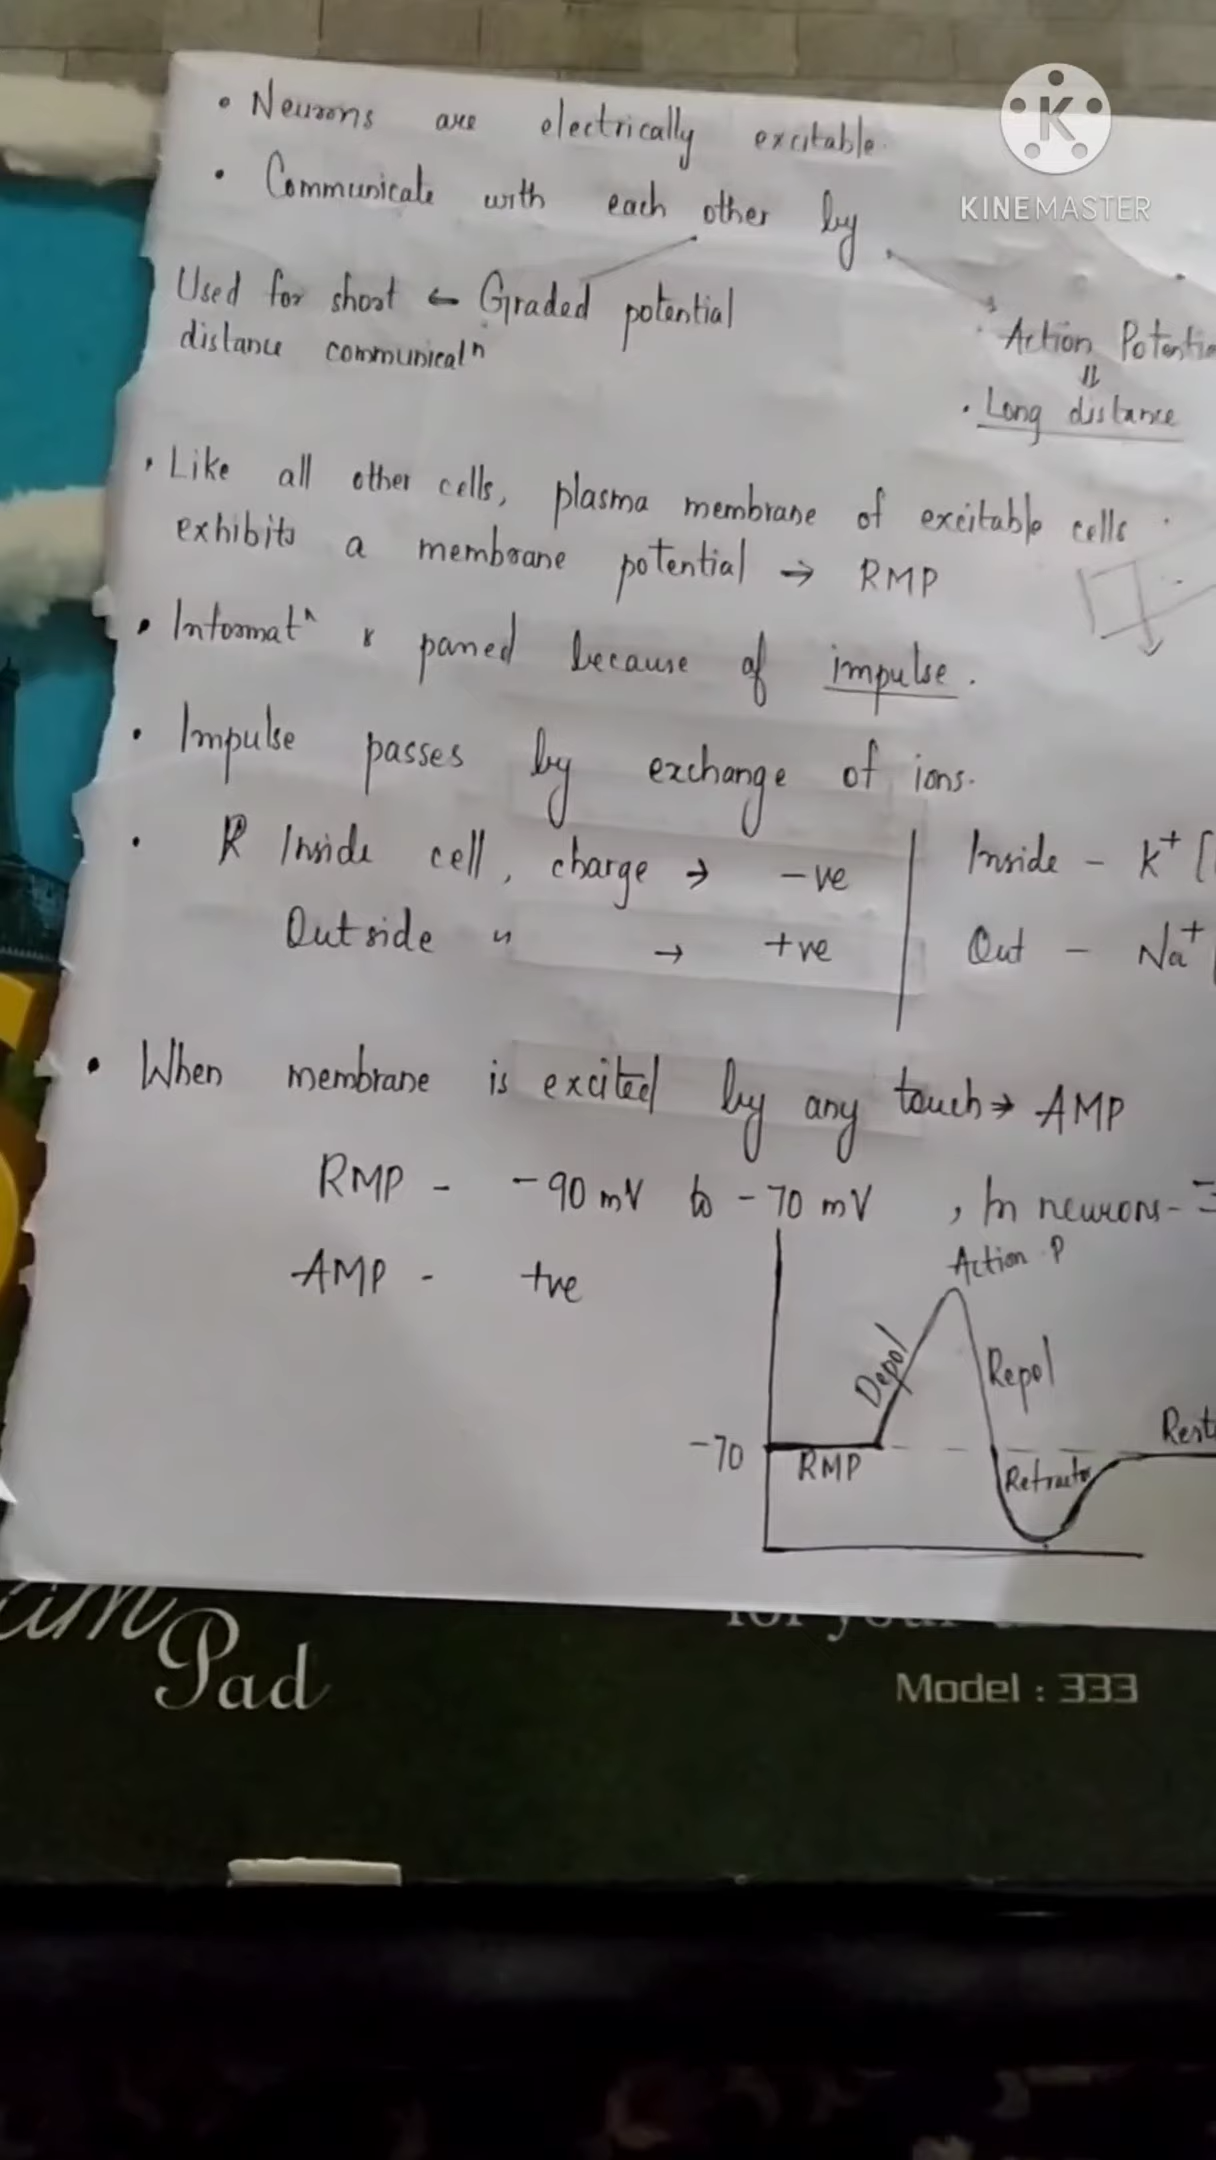 • Neurons are electrically excitable.
• Communicate with each other by
KINEMASTER
Used for short ← Graded potential
distance communicatⁿ
Action Potentia
⇓
• Long distance
• Like all other cells, plasma membrane of excitable cells
exhibits a membrane potential → RMP
• Informatⁿ is passed because of impulse.
• Impulse passes by exchange of ions.
• Inside cell, charge → -ve
Outside " → +ve
Inside - K⁺ [
Out - Na⁺
• When membrane is excited by any touch → AMP
RMP - -90 mV to -70 mV , In neurons -
AMP - +ve
Action P
Depol
Repol
-70
RMP
Refractor
Rest
Pad
Model : 333